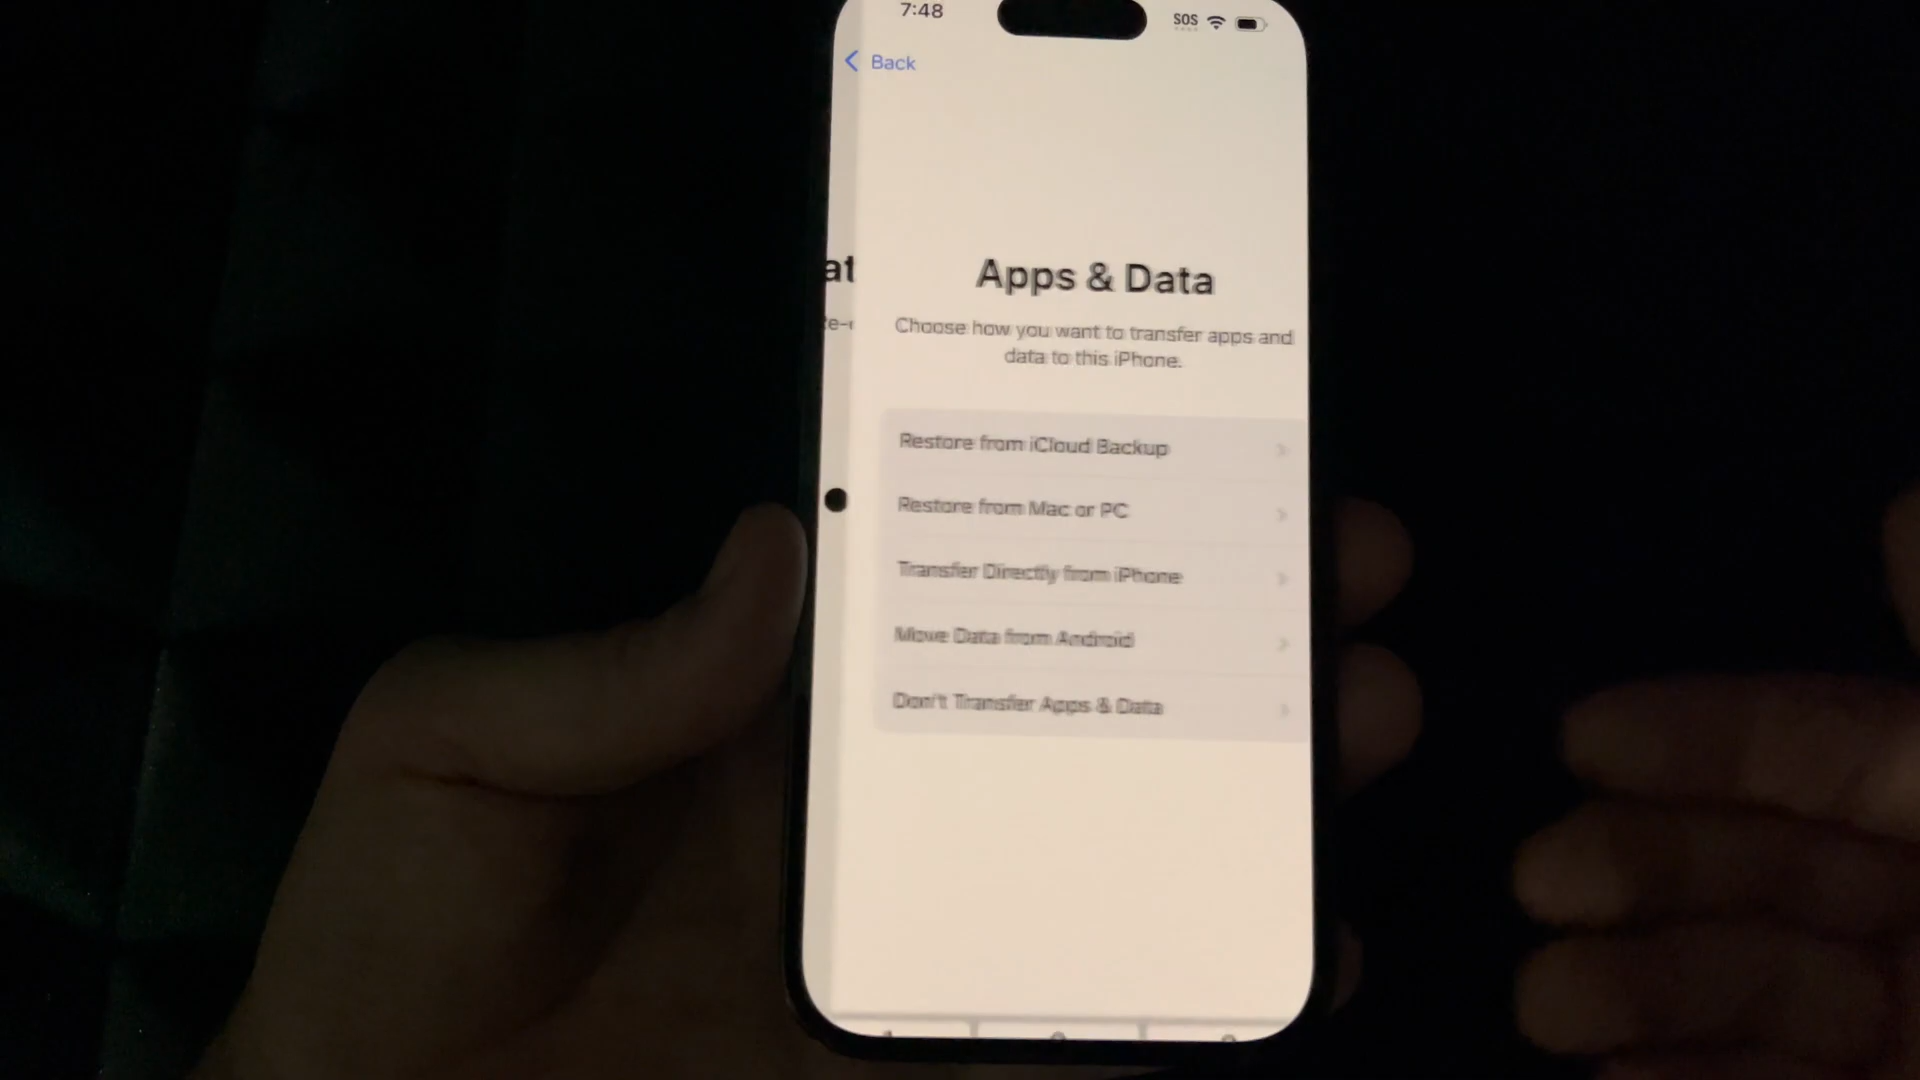 7:48
SOS
Back
at
Re-
Apps & Data
Choose how you want to transfer apps and
data to this iPhone.
Restore from iCloud Backup
Restore from Mac or PC
Transfer Directly from iPhone
Move Data from Android
Don't Transfer Apps & Data